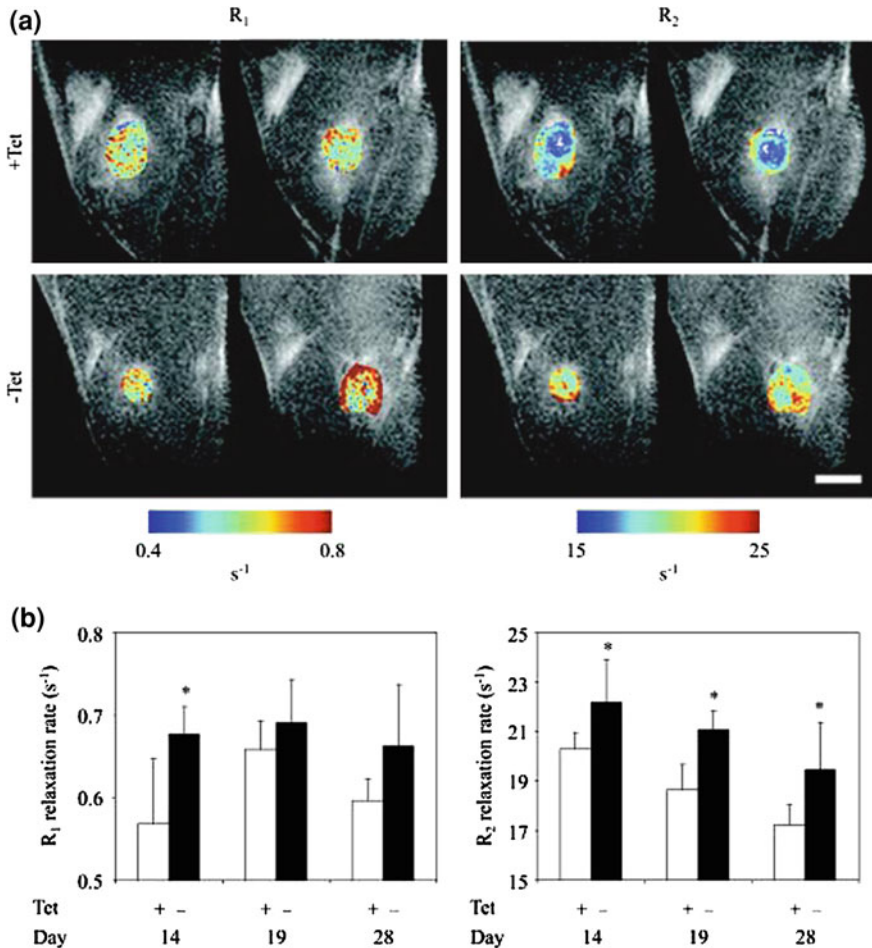 (a)
R1
R2
+Tet
-Tet
0.4 0.8
s-1
15 25
s-1
(b)
R1 relaxation rate (s-1)
0.8
0.7
0.6
0.5
*
Tet + – + – + –
Day 14 19 28
R2 relaxation rate (s-1)
25
23
21
19
17
15
* * *
Tet + – + – + –
Day 14 19 28